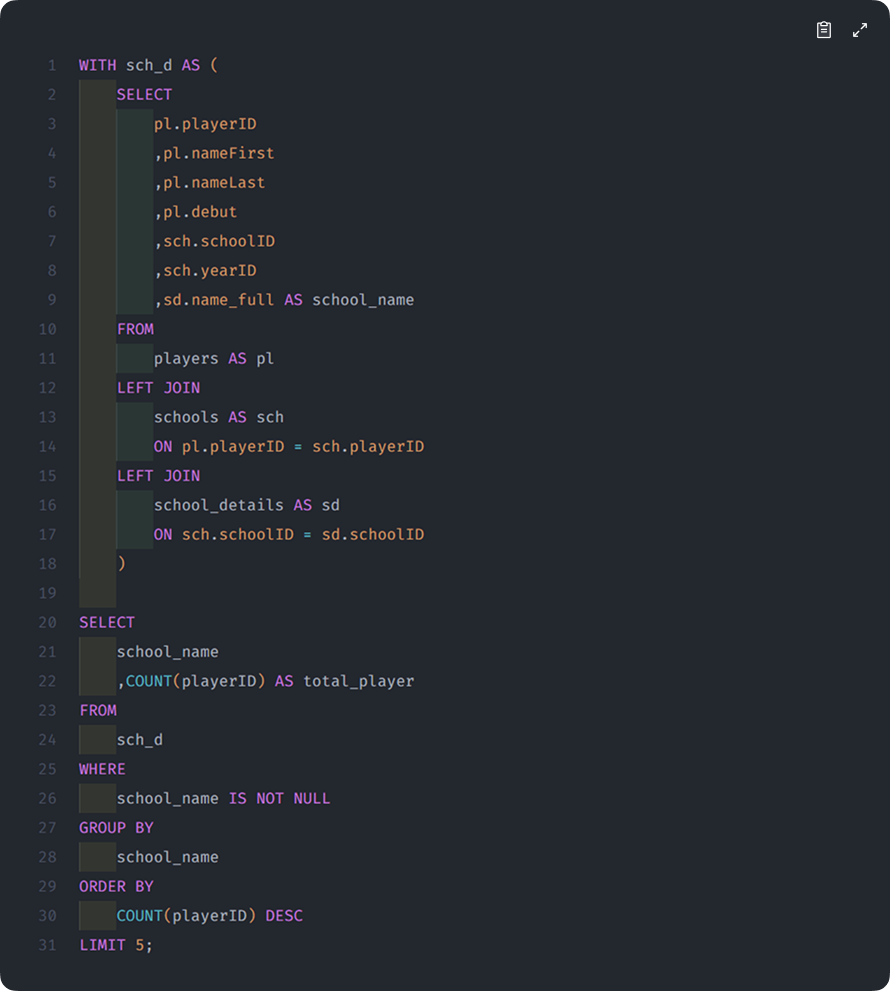 1 WITH sch_d AS (
2 SELECT
3 pl.playerID
4 ,pl.nameFirst
5 ,pl.nameLast
6 ,pl.debut
7 ,sch.schoolID
8 ,sch.yearID
9 ,sd.name_full AS school_name
10 FROM
11 players AS pl
12 LEFT JOIN
13 schools AS sch
14 ON pl.playerID = sch.playerID
15 LEFT JOIN
16 school_details AS sd
17 ON sch.schoolID = sd.schoolID
18 )
19
20 SELECT
21 school_name
22 ,COUNT(playerID) AS total_player
23 FROM
24 sch_d
25 WHERE
26 school_name IS NOT NULL
27 GROUP BY
28 school_name
29 ORDER BY
30 COUNT(playerID) DESC
31 LIMIT 5;